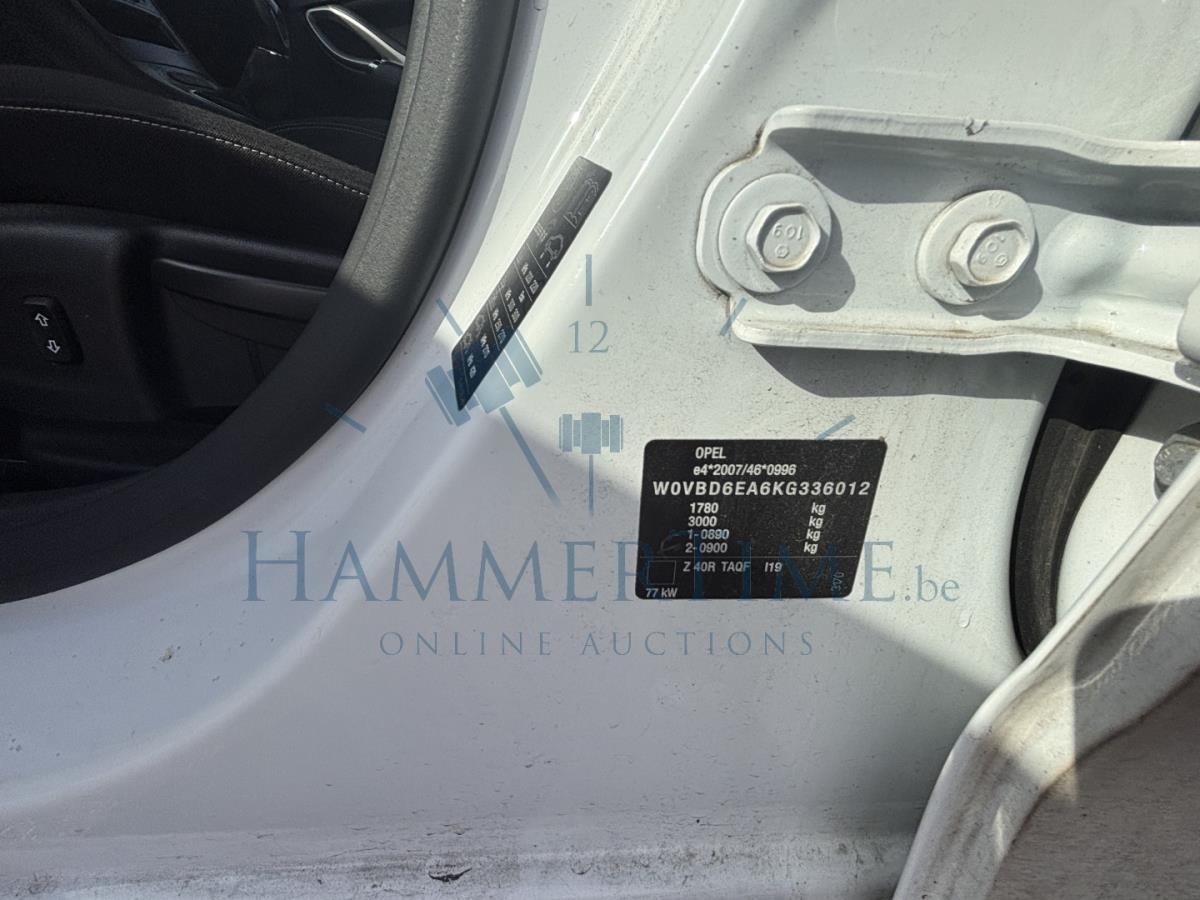 OPEL
e4*2007/46*0996
W0VBD6EA6KG336012
1780 kg
3000 kg
1-0890 kg
2-0900 kg
Z 40R TAQF I19
77 kW
109
12
HAMMERTIME.be
ONLINE AUCTIONS